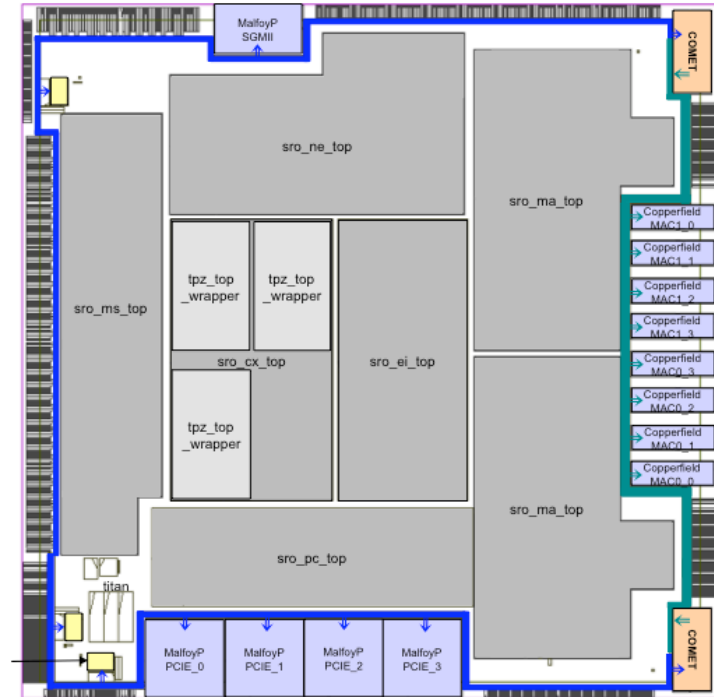 MalfoyP
SGMII
COMET
sro_ne_top
sro_ma_top
Copperfield
MAC1_0
Copperfield
MAC1_1
Copperfield
MAC1_2
Copperfield
MAC1_3
Copperfield
MAC0_3
Copperfield
MAC0_2
Copperfield
MAC0_1
Copperfield
MAC0_0
tpz_top
_wrapper
tpz_top
_wrapper
sro_ms_top
sro_cx_top
sro_ei_top
tpz_top
_wrapper
sro_ma_top
sro_pc_top
titan
MalfoyP
PCIE_0
MalfoyP
PCIE_1
MalfoyP
PCIE_2
MalfoyP
PCIE_3
COMET